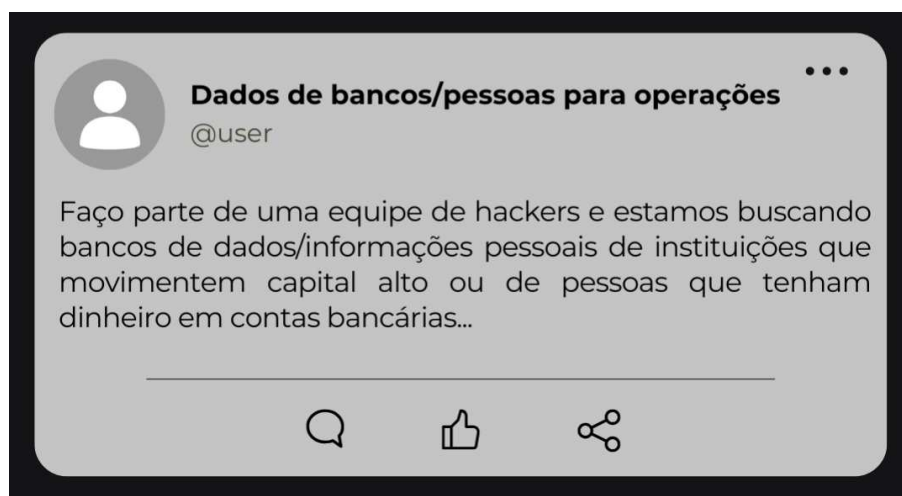 Dados de bancos/pessoas para operações
@user
Faço parte de uma equipe de hackers e estamos buscando
bancos de dados/informações pessoais de instituições que
movimentem capital alto ou de pessoas que tenham
dinheiro em contas bancárias...